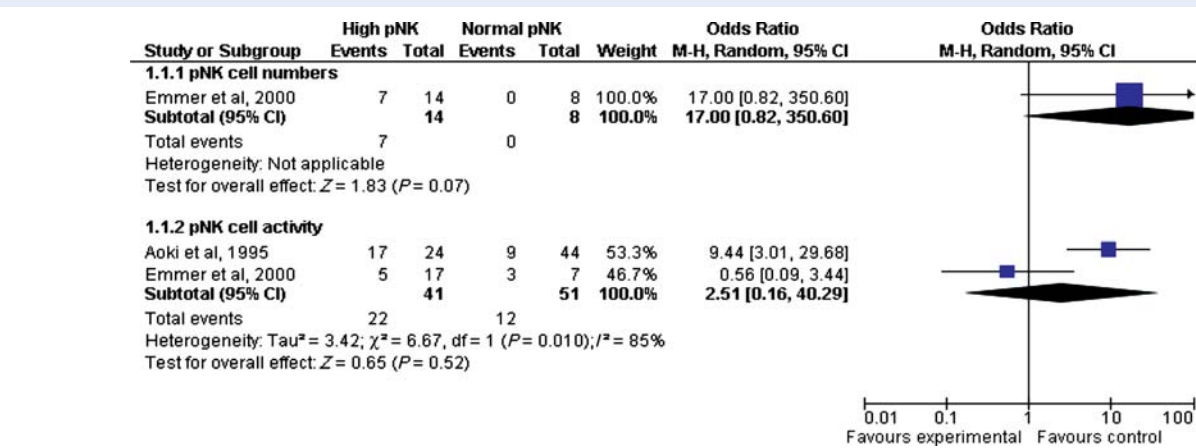 High pNK Normal pNK Odds Ratio Odds Ratio
Study or Subgroup Events Total Events Total Weight M-H, Random, 95% CI M-H, Random, 95% CI
1.1.1 pNK cell numbers
Emmer et al, 2000 7 14 0 8 100.0% 17.00 [0.82, 350.60]
Subtotal (95% CI) 14 8 100.0% 17.00 [0.82, 350.60]
Total events 7 0
Heterogeneity: Not applicable
Test for overall effect: Z = 1.83 (P = 0.07)
1.1.2 pNK cell activity
Aoki et al, 1995 17 24 9 44 53.3% 9.44 [3.01, 29.68]
Emmer et al, 2000 5 17 3 7 46.7% 0.56 [0.09, 3.44]
Subtotal (95% CI) 41 51 100.0% 2.51 [0.16, 40.29]
Total events 22 12
Heterogeneity: Tau² = 3.42; χ² = 6.67, df = 1 (P = 0.010); I² = 85%
Test for overall effect: Z = 0.65 (P = 0.52)
0.01 0.1 1 10 100
Favours experimental Favours control